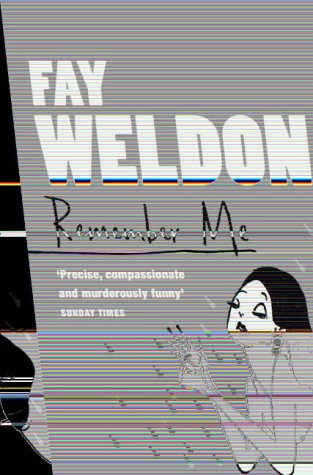 FAY
WELDON
Remember Me
‘Precise, compassionate
and murderously funny’
SUNDAY TIMES